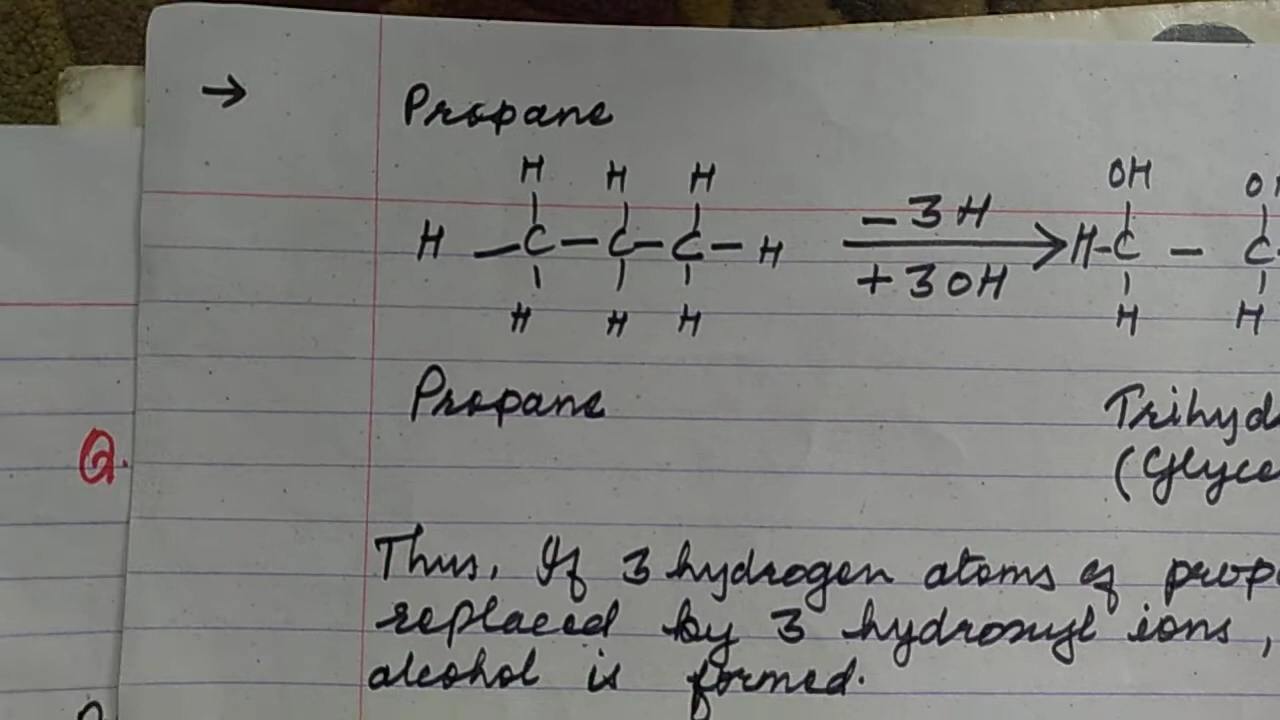 → Propane
H H H OH
H – C – C – C – H — 3H H-C – C-
+ 3OH
H H H H H
Propane Trihyd
(Glyce
Q.
Thus, If 3 hydrogen atoms of prop
replaced by 3 hydroxyl ions,
alcohol is formed.